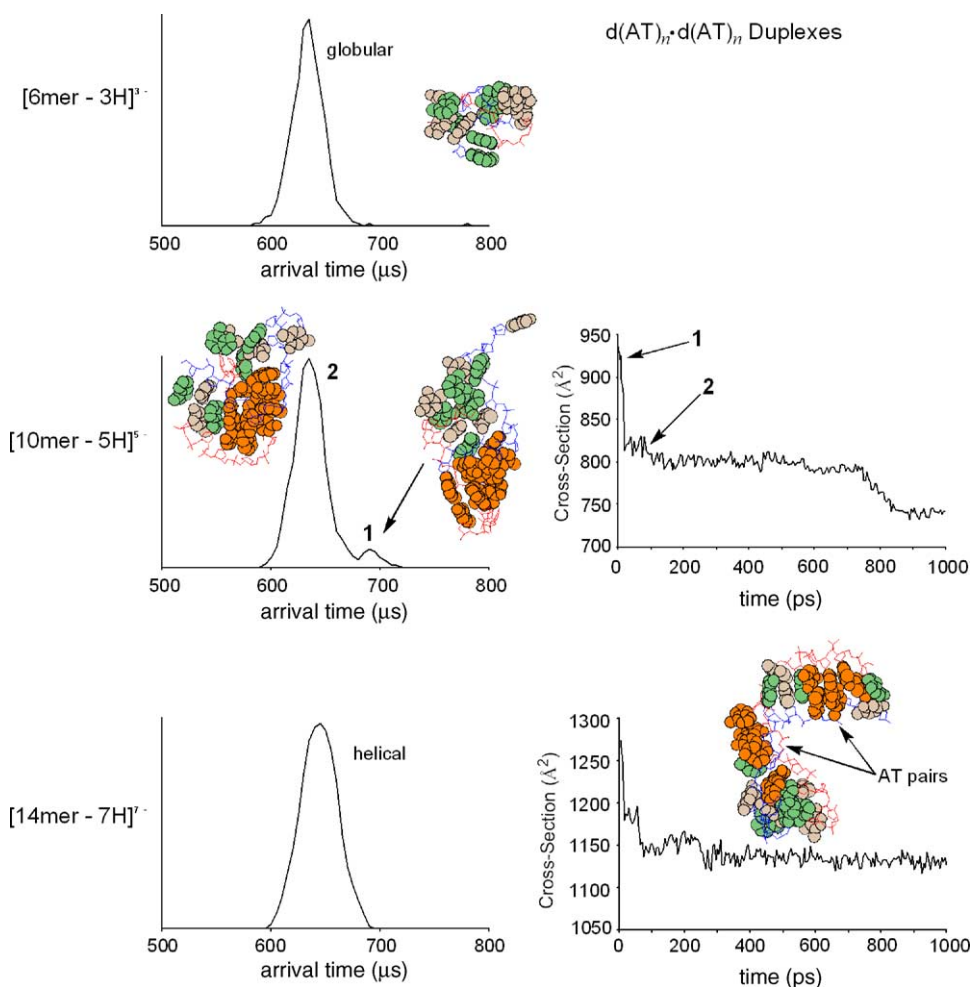 d(AT)n·d(AT)n Duplexes
[6mer - 3H]³⁻
globular
500 600 700 800
arrival time (µs)
[10mer - 5H]⁵⁻
2
1
500 600 700 800
arrival time (µs)
Cross-Section (Å²)
950
900
850
800
750
700
1
2
0 200 400 600 800 1000
time (ps)
[14mer - 7H]⁷⁻
helical
500 600 700 800
arrival time (µs)
Cross-Section (Å²)
1300
1250
1200
1150
1100
1050
AT pairs
0 200 400 600 800 1000
time (ps)